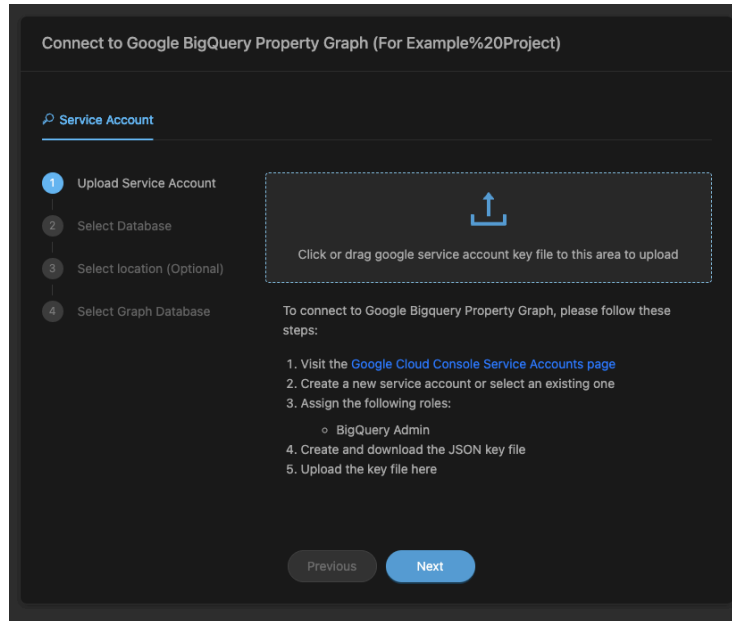 Connect to Google BigQuery Property Graph (For Example%20Project)
Service Account
1 Upload Service Account
2 Select Database
3 Select location (Optional)
4 Select Graph Database
Click or drag google service account key file to this area to upload
To connect to Google Bigquery Property Graph, please follow these
steps:
1. Visit the Google Cloud Console Service Accounts page
2. Create a new service account or select an existing one
3. Assign the following roles:
BigQuery Admin
4. Create and download the JSON key file
5. Upload the key file here
Previous
Next